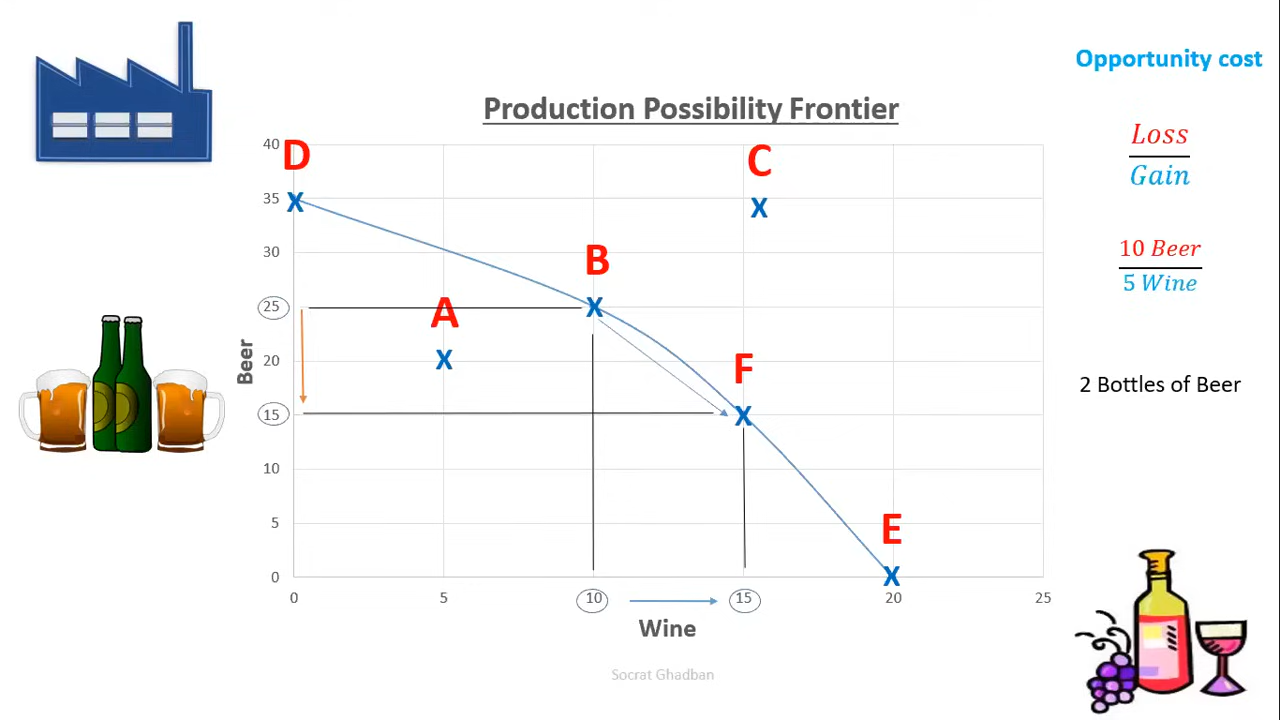 Opportunity cost
Production Possibility Frontier
Loss
Gain
10 Beer
5 Wine
2 Bottles of Beer
40
35
30
25
20
15
10
5
0
Beer
D
C
B
A
F
E
0
5
10
15
20
25
Wine
Socrat Ghadban